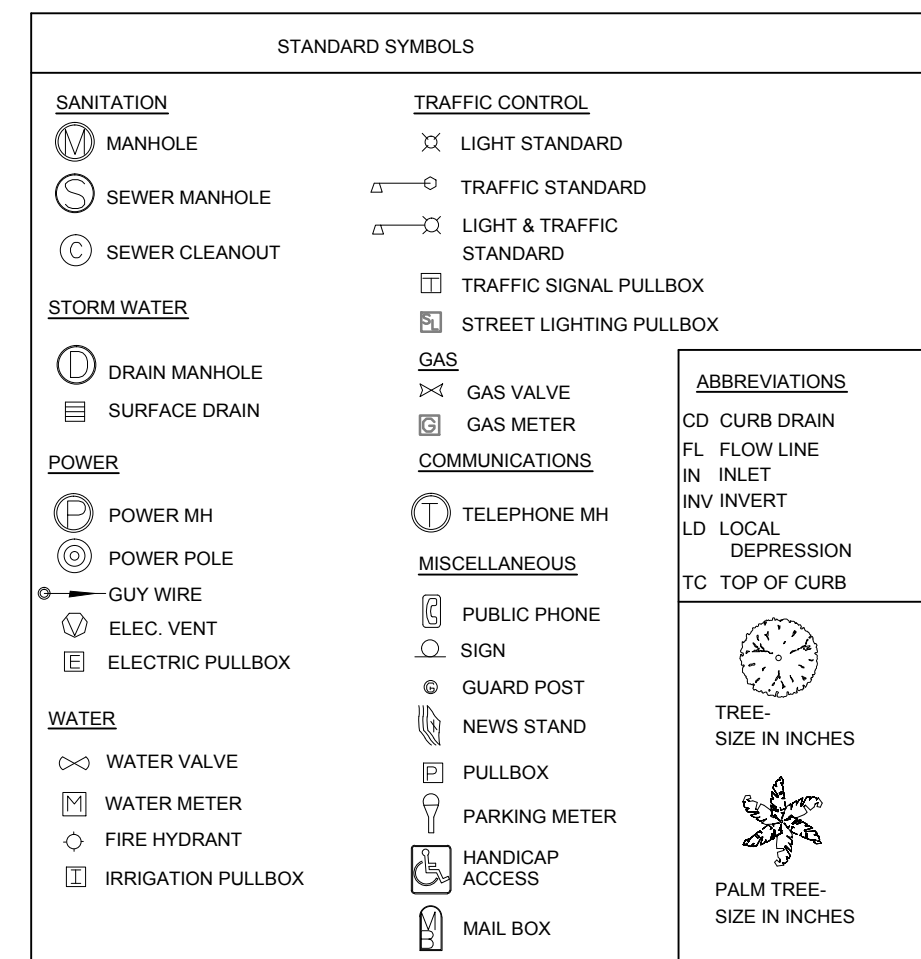 STANDARD SYMBOLS
SANITATION
M MANHOLE
S SEWER MANHOLE
C SEWER CLEANOUT
STORM WATER
D DRAIN MANHOLE
SURFACE DRAIN
POWER
P POWER MH
POWER POLE
GUY WIRE
ELEC. VENT
E ELECTRIC PULLBOX
WATER
WATER VALVE
M WATER METER
FIRE HYDRANT
I IRRIGATION PULLBOX
TRAFFIC CONTROL
LIGHT STANDARD
TRAFFIC STANDARD
LIGHT & TRAFFIC
STANDARD
T TRAFFIC SIGNAL PULLBOX
SL STREET LIGHTING PULLBOX
GAS
GAS VALVE
G GAS METER
COMMUNICATIONS
T TELEPHONE MH
MISCELLANEOUS
PUBLIC PHONE
SIGN
G GUARD POST
NEWS STAND
P PULLBOX
PARKING METER
HANDICAP
ACCESS
MB MAIL BOX
ABBREVIATIONS
CD CURB DRAIN
FL FLOW LINE
IN INLET
INV INVERT
LD LOCAL
DEPRESSION
TC TOP OF CURB
TREE-
SIZE IN INCHES
PALM TREE-
SIZE IN INCHES